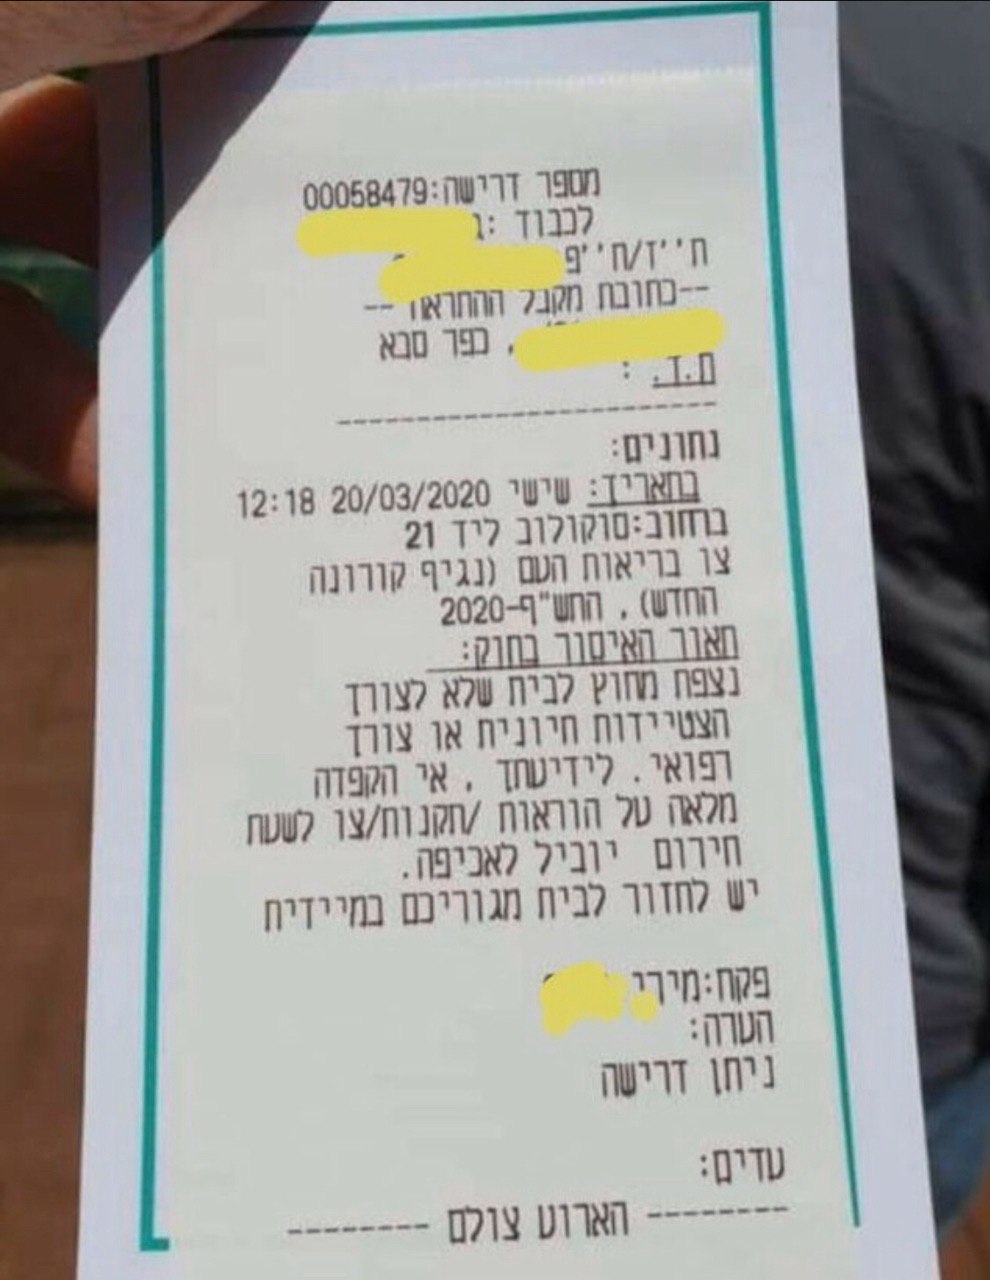 מספר דרישה:00058479
לכבוד :
ח''ז/ח''פ
--כתובת מקבל ההתראה --
, כפר סבא
ת.ד. :
------------------------
נתונים:
בתאריך: שישי 20/03/2020 12:18
ברחוב:סוקולוב ליד 21
צו בריאות העם (נגיף קורונה
החדש) , התש"ף-2020
תאור האיסור בחוק:
נצפת מחוץ לבית שלא לצורך
הצטיידות חיונית או צורך
רפואי. לידיעתך , אי הקפדה
מלאה על הוראות /תקנות/צו לשעת
חירום יוביל לאכיפה.
יש לחזור לבית מגוריכם במיידית
פקח:מירי
הערה:
ניתן דרישה
עדים:
-------- הארוע צולם --------